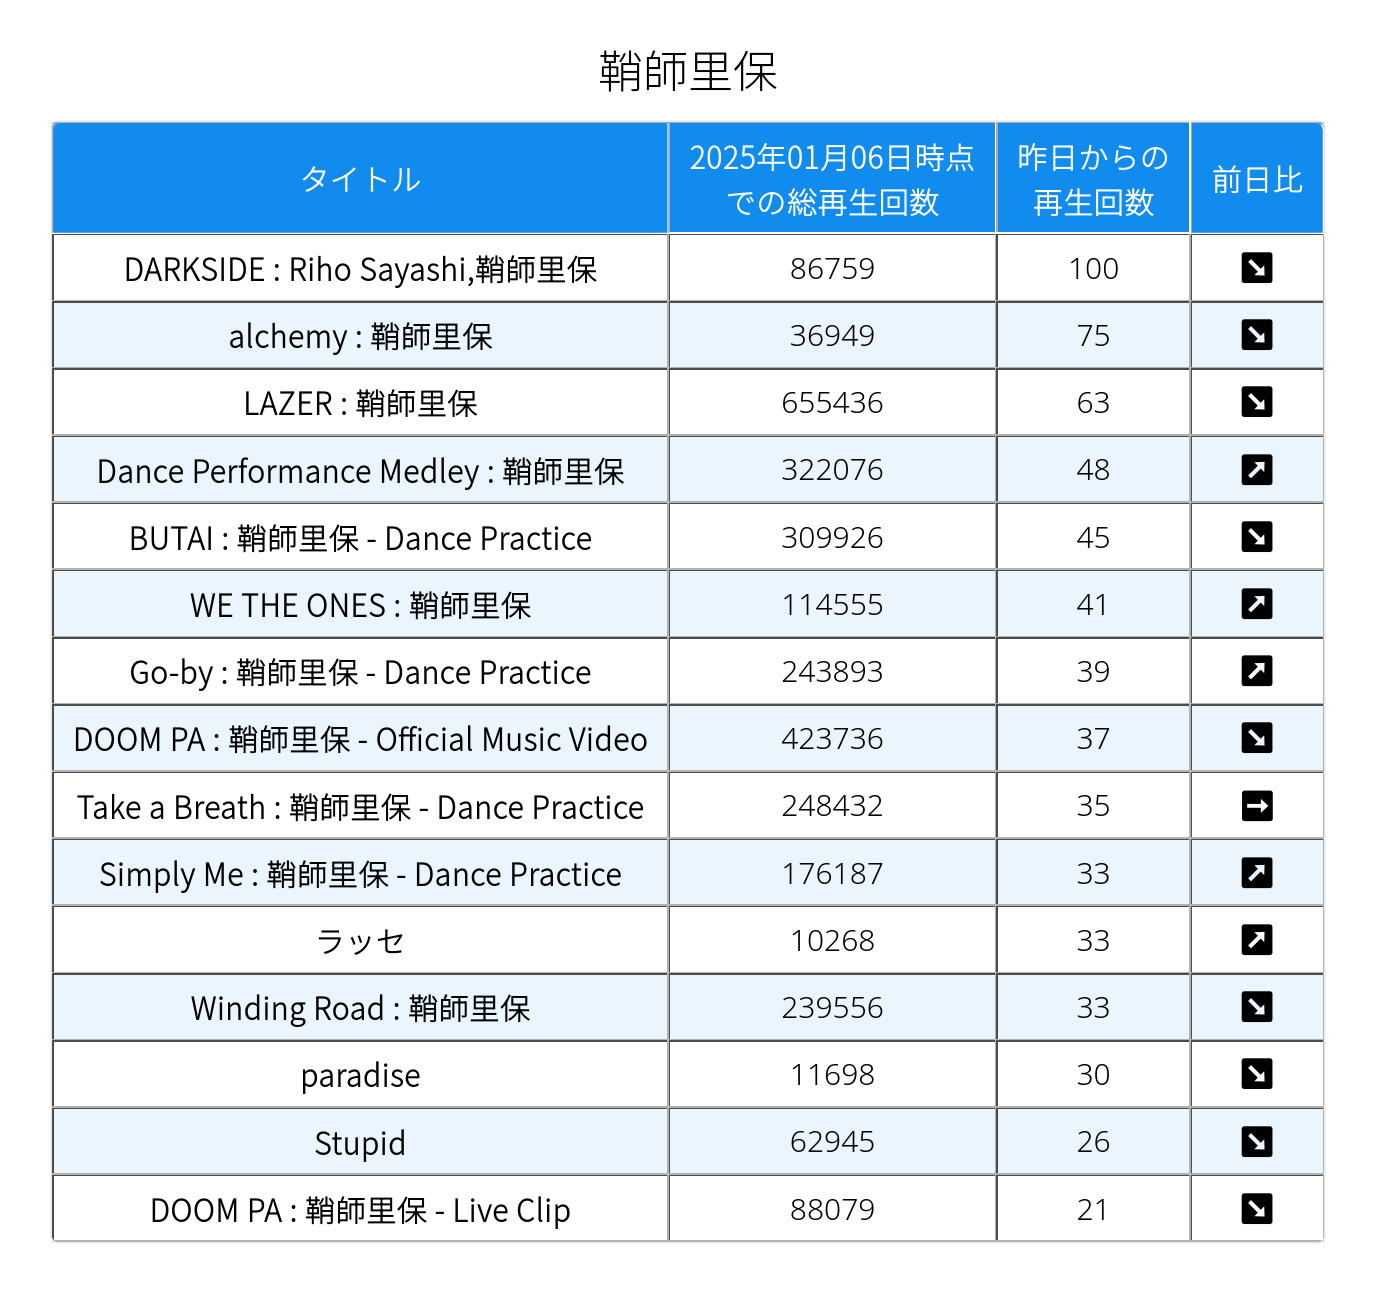 鞘師里保
タイトル 2025年01月06日時点での総再生回数 昨日からの再生回数 前日比
DARKSIDE : Riho Sayashi,鞘師里保 86759 100 ↘
alchemy : 鞘師里保 36949 75 ↘
LAZER : 鞘師里保 655436 63 ↘
Dance Performance Medley : 鞘師里保 322076 48 ↗
BUTAI : 鞘師里保 - Dance Practice 309926 45 ↘
WE THE ONES : 鞘師里保 114555 41 ↗
Go-by : 鞘師里保 - Dance Practice 243893 39 ↗
DOOM PA : 鞘師里保 - Official Music Video 423736 37 ↘
Take a Breath : 鞘師里保 - Dance Practice 248432 35 →
Simply Me : 鞘師里保 - Dance Practice 176187 33 ↗
ラッセ 10268 33 ↗
Winding Road : 鞘師里保 239556 33 ↘
paradise 11698 30 ↘
Stupid 62945 26 ↘
DOOM PA : 鞘師里保 - Live Clip 88079 21 ↘